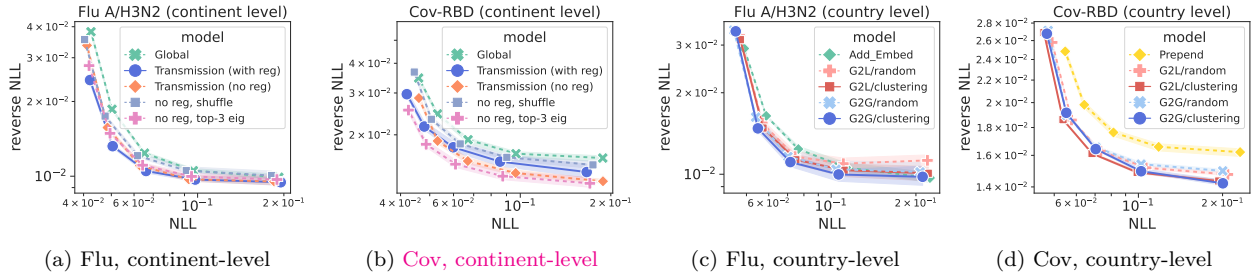 Flu A/H3N2 (continent level)
reverse NLL
4 × 10⁻²
3 × 10⁻²
2 × 10⁻²
10⁻²
model
Global
Transmission (with reg)
Transmission (no reg)
no reg, shuffle
no reg, top-3 eig
4 × 10⁻² 6 × 10⁻² 10⁻¹ 2 × 10⁻¹
NLL
(a) Flu, continent-level
Cov-RBD (continent-level)
reverse NLL
4 × 10⁻²
3 × 10⁻²
2 × 10⁻²
model
Global
Transmission (with reg)
Transmission (no reg)
no reg, shuffle
no reg, top-3 eig
4 × 10⁻² 6 × 10⁻² 10⁻¹ 2 × 10⁻¹
NLL
(b) Cov, continent-level
Flu A/H3N2 (country level)
reverse NLL
3 × 10⁻²
2 × 10⁻²
10⁻²
model
Add_Embed
G2L/random
G2L/clustering
G2G/random
G2G/clustering
6 × 10⁻² 10⁻¹ 2 × 10⁻¹
NLL
(c) Flu, country-level
Cov-RBD (country level)
reverse NLL
2.8 × 10⁻²
2.6 × 10⁻²
2.4 × 10⁻²
2.2 × 10⁻²
2 × 10⁻²
1.8 × 10⁻²
1.6 × 10⁻²
1.4 × 10⁻²
model
Prepend
G2L/random
G2L/clustering
G2G/random
G2G/clustering
6 × 10⁻² 10⁻¹ 2 × 10⁻¹
NLL
(d) Cov, country-level